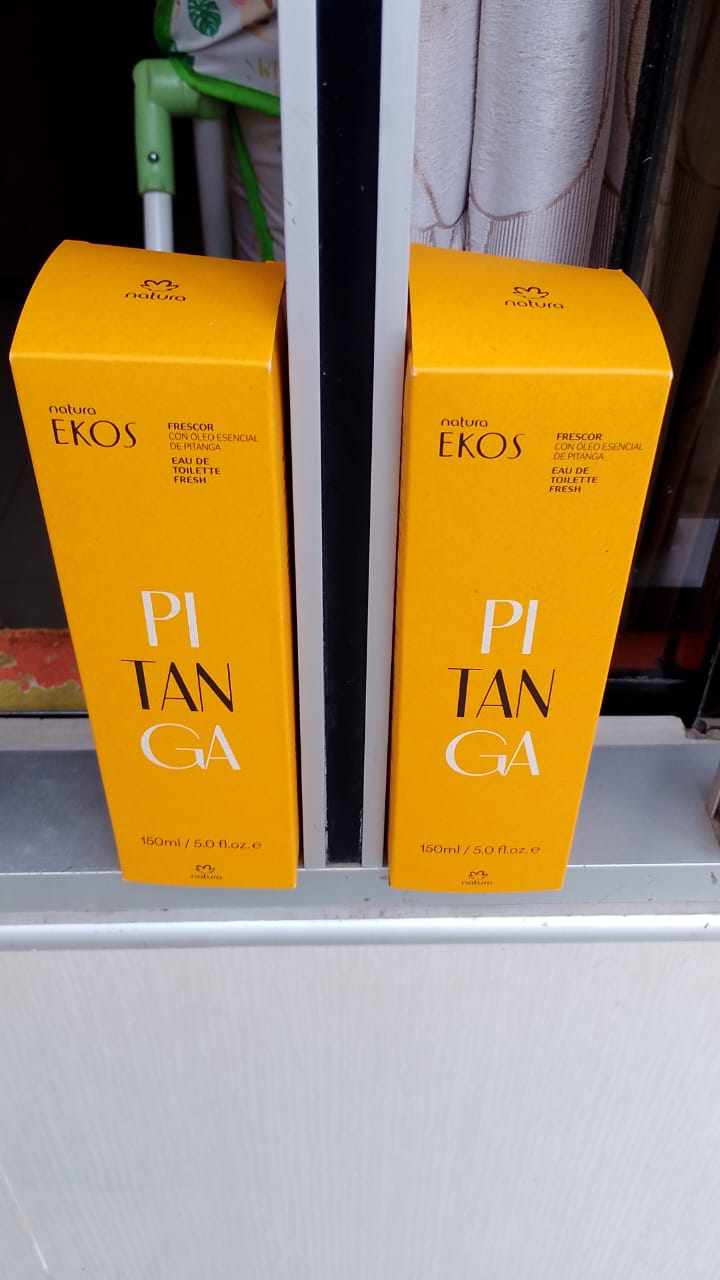 natura
natura
EKOS
FRESCOR
CON ÓLEO ESENCIAL
DE PITANGA
EAU DE
TOILETTE
FRESH
PI
TAN
GA
150ml / 5.0 fl.oz. e
natura
natura
natura
EKOS
FRESCOR
CON ÓLEO ESENCIAL
DE PITANGA
EAU DE
TOILETTE
FRESH
PI
TAN
GA
150ml / 5.0 fl.oz. e
natura